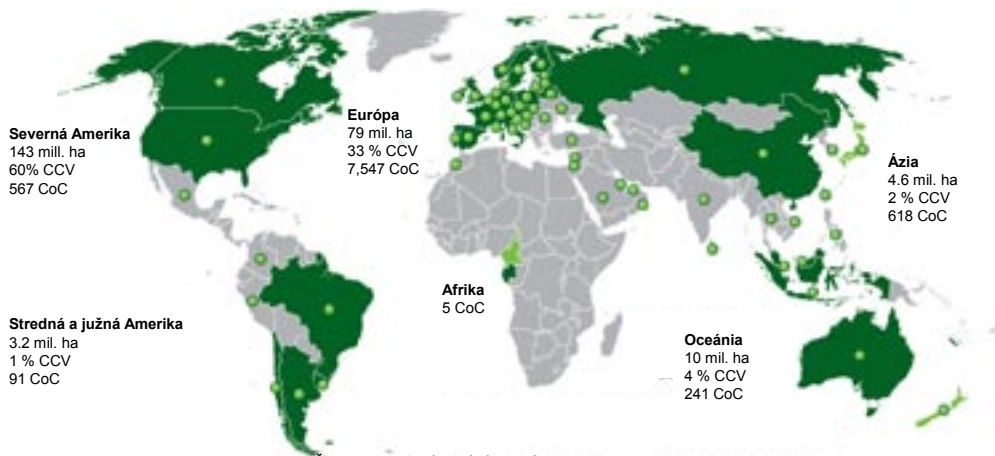 Severná Amerika
143 mill. ha
60% CCV
567 CoC
Európa
79 mil. ha
33 % CCV
7,547 CoC
Ázia
4.6 mil. ha
2 % CCV
618 CoC
Afrika
5 CoC
Stredná a južná Amerika
3.2 mil. ha
1 % CCV
91 CoC
Oceánia
10 mil. ha
4 % CCV
241 CoC